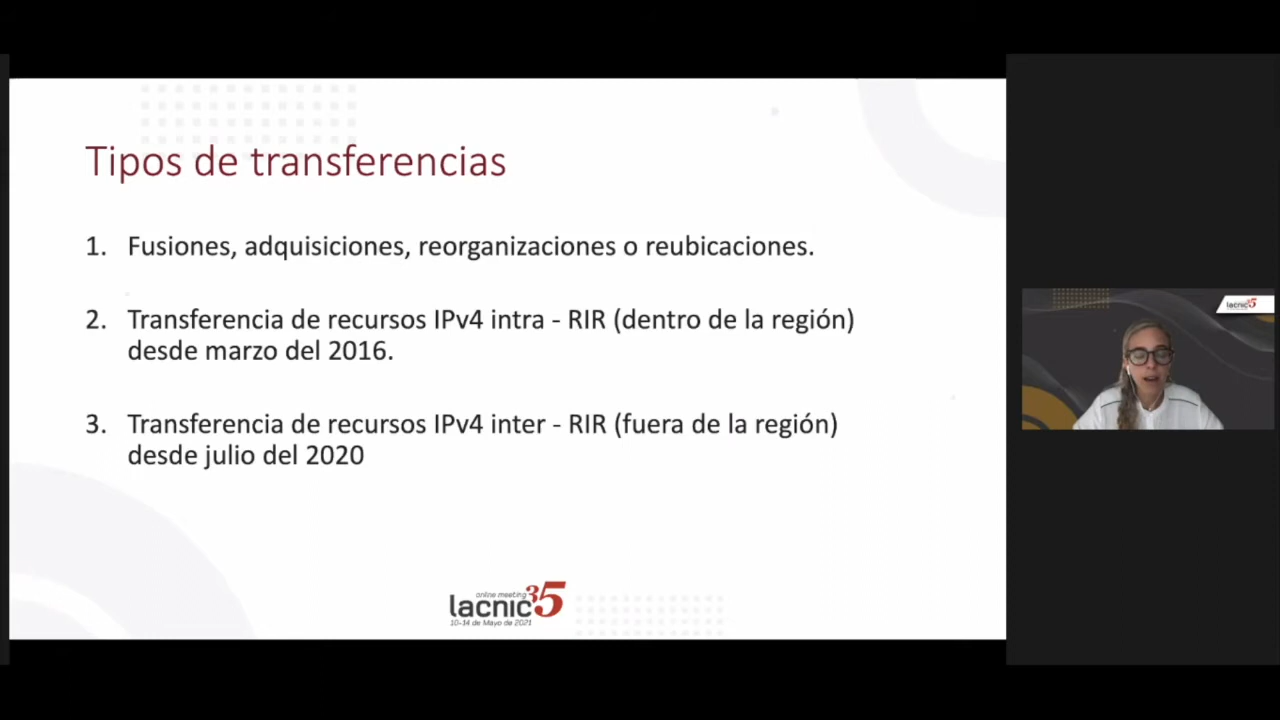 Tipos de transferencias
1. Fusiones, adquisiciones, reorganizaciones o reubicaciones.
2. Transferencia de recursos IPv4 intra - RIR (dentro de la región)
desde marzo del 2016.
3. Transferencia de recursos IPv4 inter - RIR (fuera de la región)
desde julio del 2020
online meeting
lacnic35
10-14 de Mayo de 2021
lacnic35